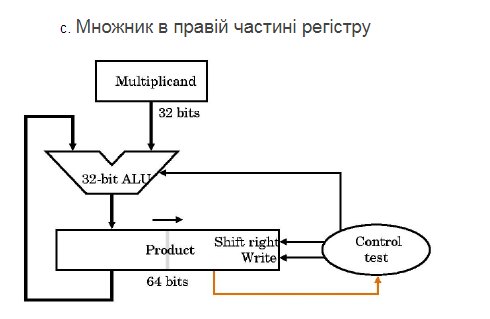 c. Множник в правій частині регістру
Multiplicand
32 bits
32-bit ALU
Product
Shift right
Write
Control
test
64 bits